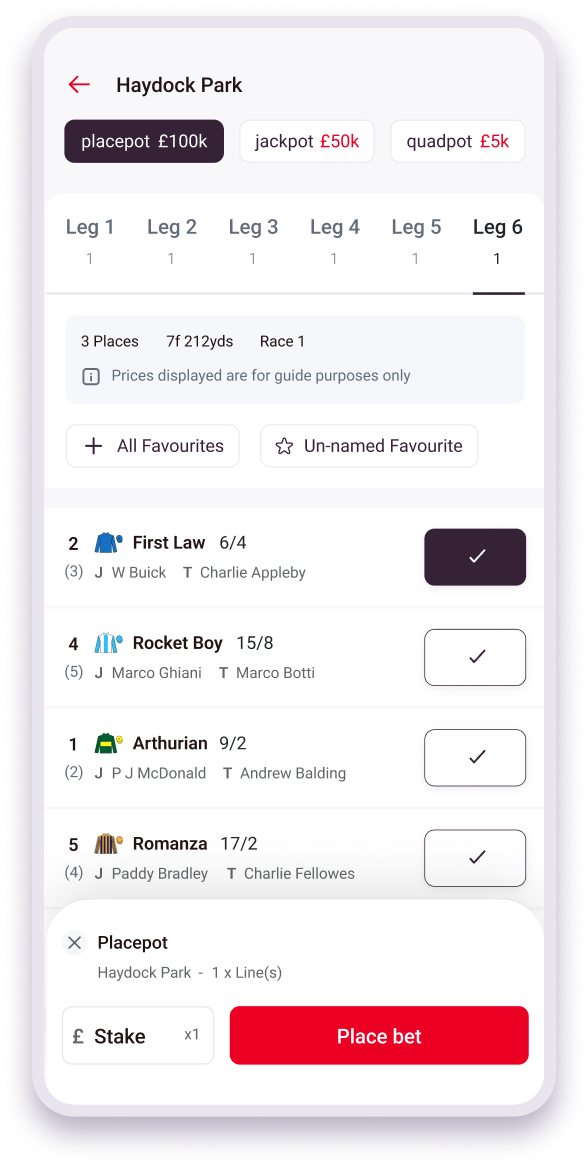 Haydock Park
placepot £100k jackpot £50k quadpot £5k
Leg 1 Leg 2 Leg 3 Leg 4 Leg 5 Leg 6
1 1 1 1 1 1
3 Places 7f 212yds Race 1
Prices displayed are for guide purposes only
All Favourites Un-named Favourite
2 First Law 6/4
(3) J W Buick T Charlie Appleby
4 Rocket Boy 15/8
(5) J Marco Ghiani T Marco Botti
1 Arthurian 9/2
(2) J P J McDonald T Andrew Balding
5 Romanza 17/2
(4) J Paddy Bradley T Charlie Fellowes
Placepot
Haydock Park - 1 x Line(s)
£ Stake x1 Place bet